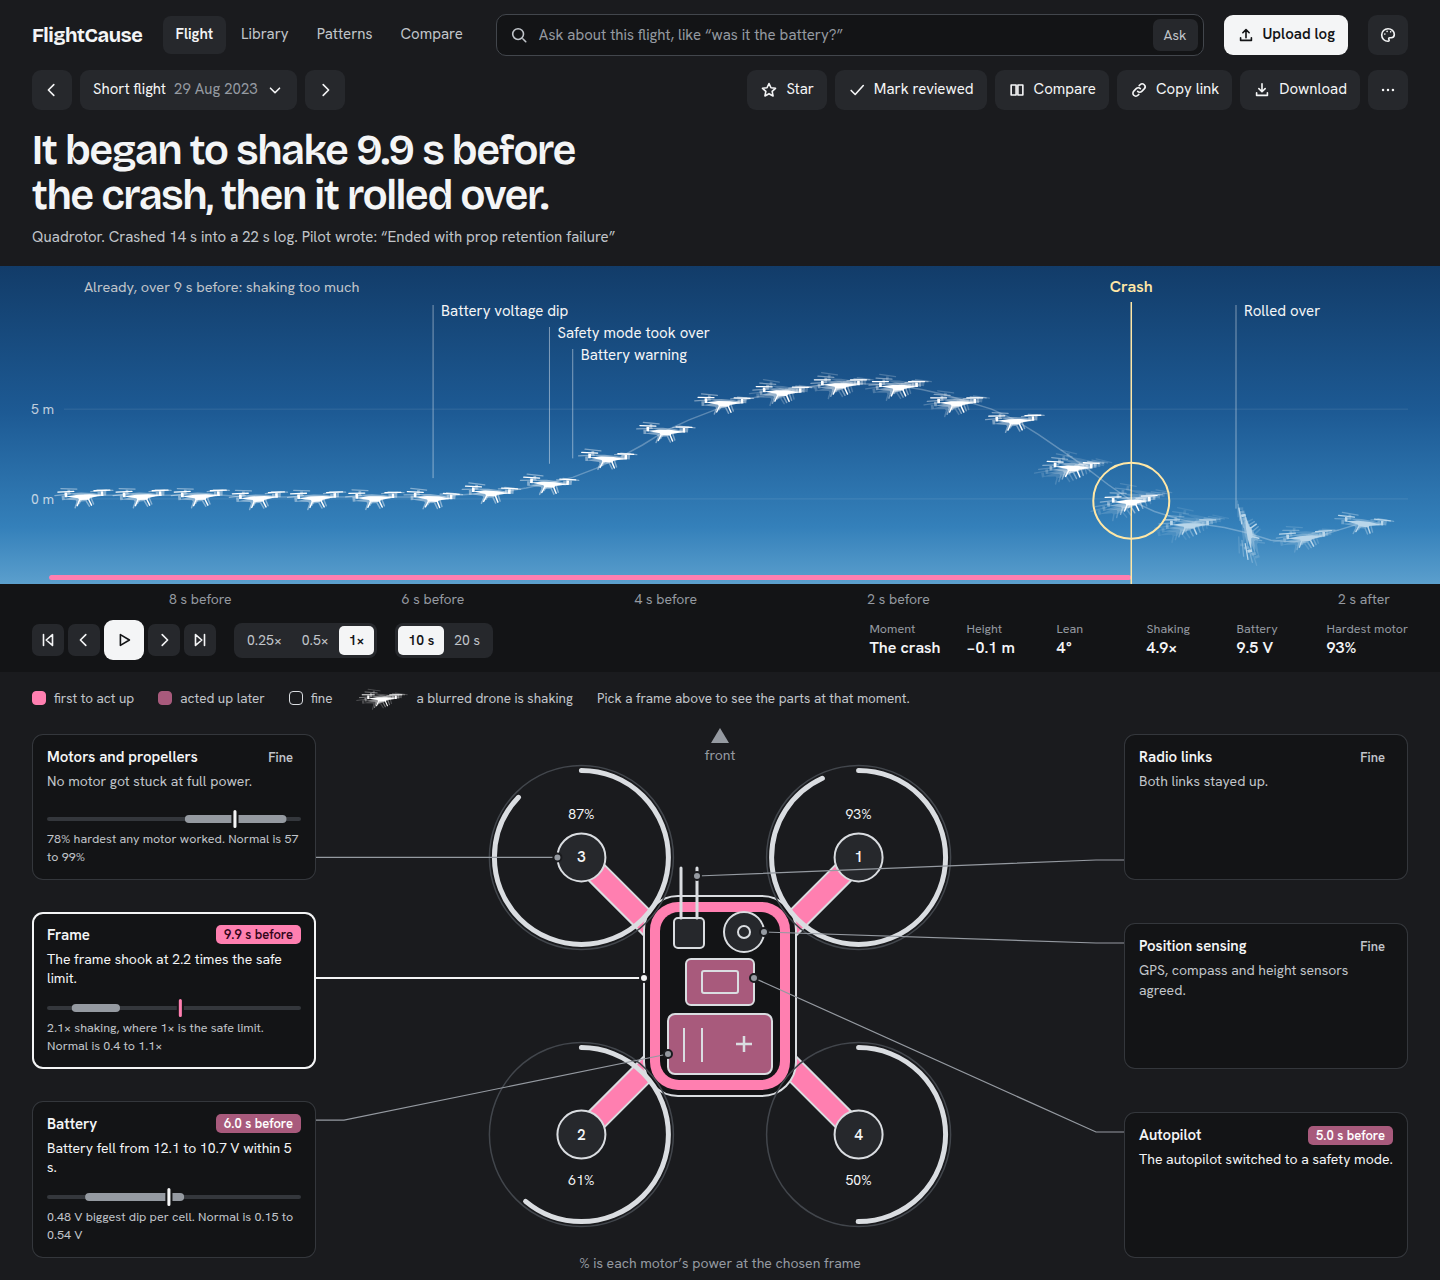 FlightCause
Flight
Library
Patterns
Compare
Ask about this flight, like “was it the battery?”
Ask
Upload log
Short flight 29 Aug 2023
Star
Mark reviewed
Compare
Copy link
Download
It began to shake 9.9 s before
the crash, then it rolled over.
Quadrotor. Crashed 14 s into a 22 s log. Pilot wrote: “Ended with prop retention failure”
Already, over 9 s before: shaking too much
Crash
Battery voltage dip
Rolled over
Safety mode took over
Battery warning
5 m
0 m
8 s before
6 s before
4 s before
2 s before
2 s after
0.25×
0.5×
1×
10 s
20 s
Moment
The crash
Height
−0.1 m
Lean
4°
Shaking
4.9×
Battery
9.5 V
Hardest motor
93%
first to act up
acted up later
fine
a blurred drone is shaking
Pick a frame above to see the parts at that moment.
Motors and propellers
Fine
No motor got stuck at full power.
78% hardest any motor worked. Normal is 57
to 99%
Frame
9.9 s before
The frame shook at 2.2 times the safe
limit.
2.1× shaking, where 1× is the safe limit.
Normal is 0.4 to 1.1×
Battery
6.0 s before
Battery fell from 12.1 to 10.7 V within 5
s.
0.48 V biggest dip per cell. Normal is 0.15 to
0.54 V
front
87%
3
93%
1
2
61%
4
50%
% is each motor’s power at the chosen frame
Radio links
Fine
Both links stayed up.
Position sensing
Fine
GPS, compass and height sensors
agreed.
Autopilot
5.0 s before
The autopilot switched to a safety mode.